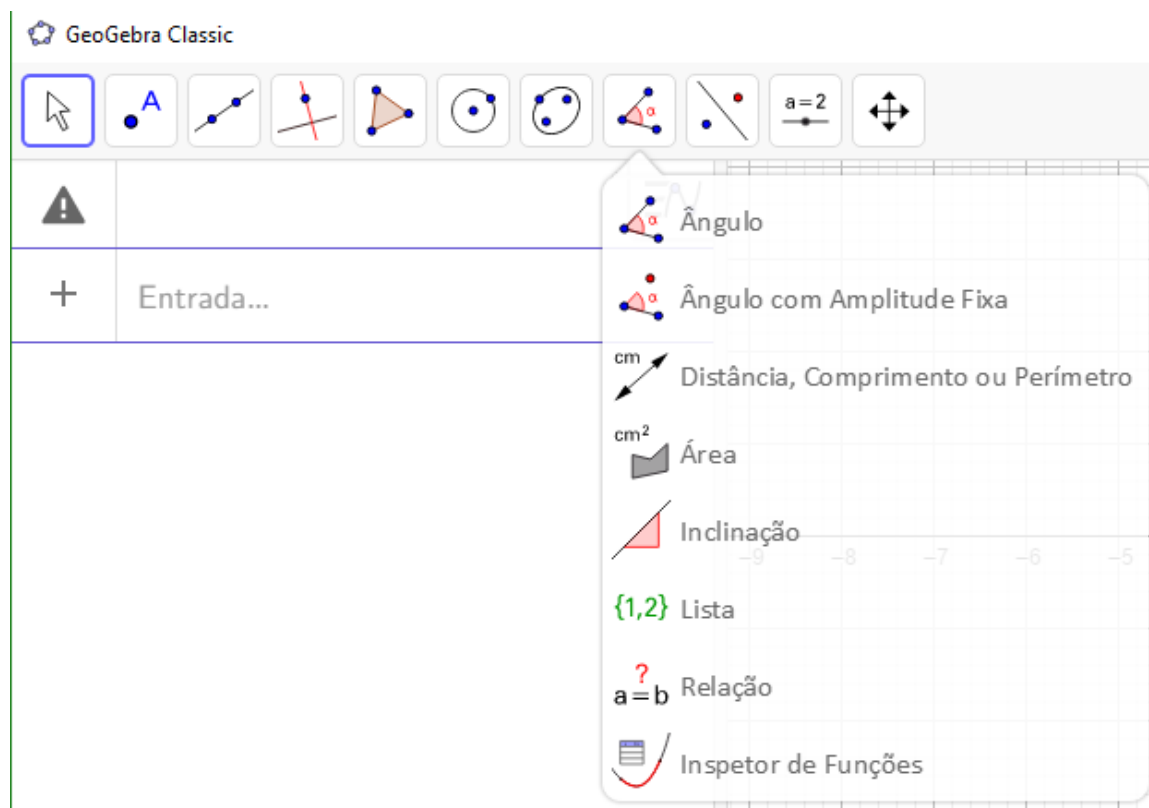 GeoGebra Classic
A
α
a=2
Entrada...
α Ângulo
α Ângulo com Amplitude Fixa
cm Distância, Comprimento ou Perímetro
cm² Área
Inclinação
−9 −8 −7 −6 −5
{1,2} Lista
? a=b Relação
Inspetor de Funções